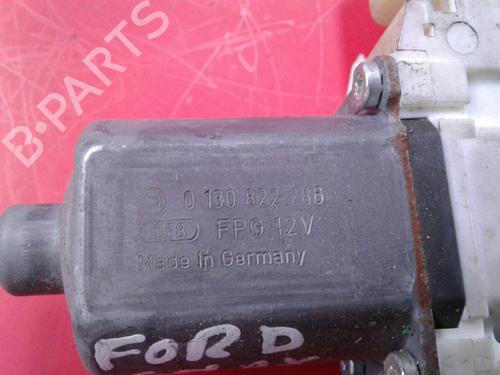 B-PARTS
0 130 822 286
FPG 12V
Made in Germany
FORD